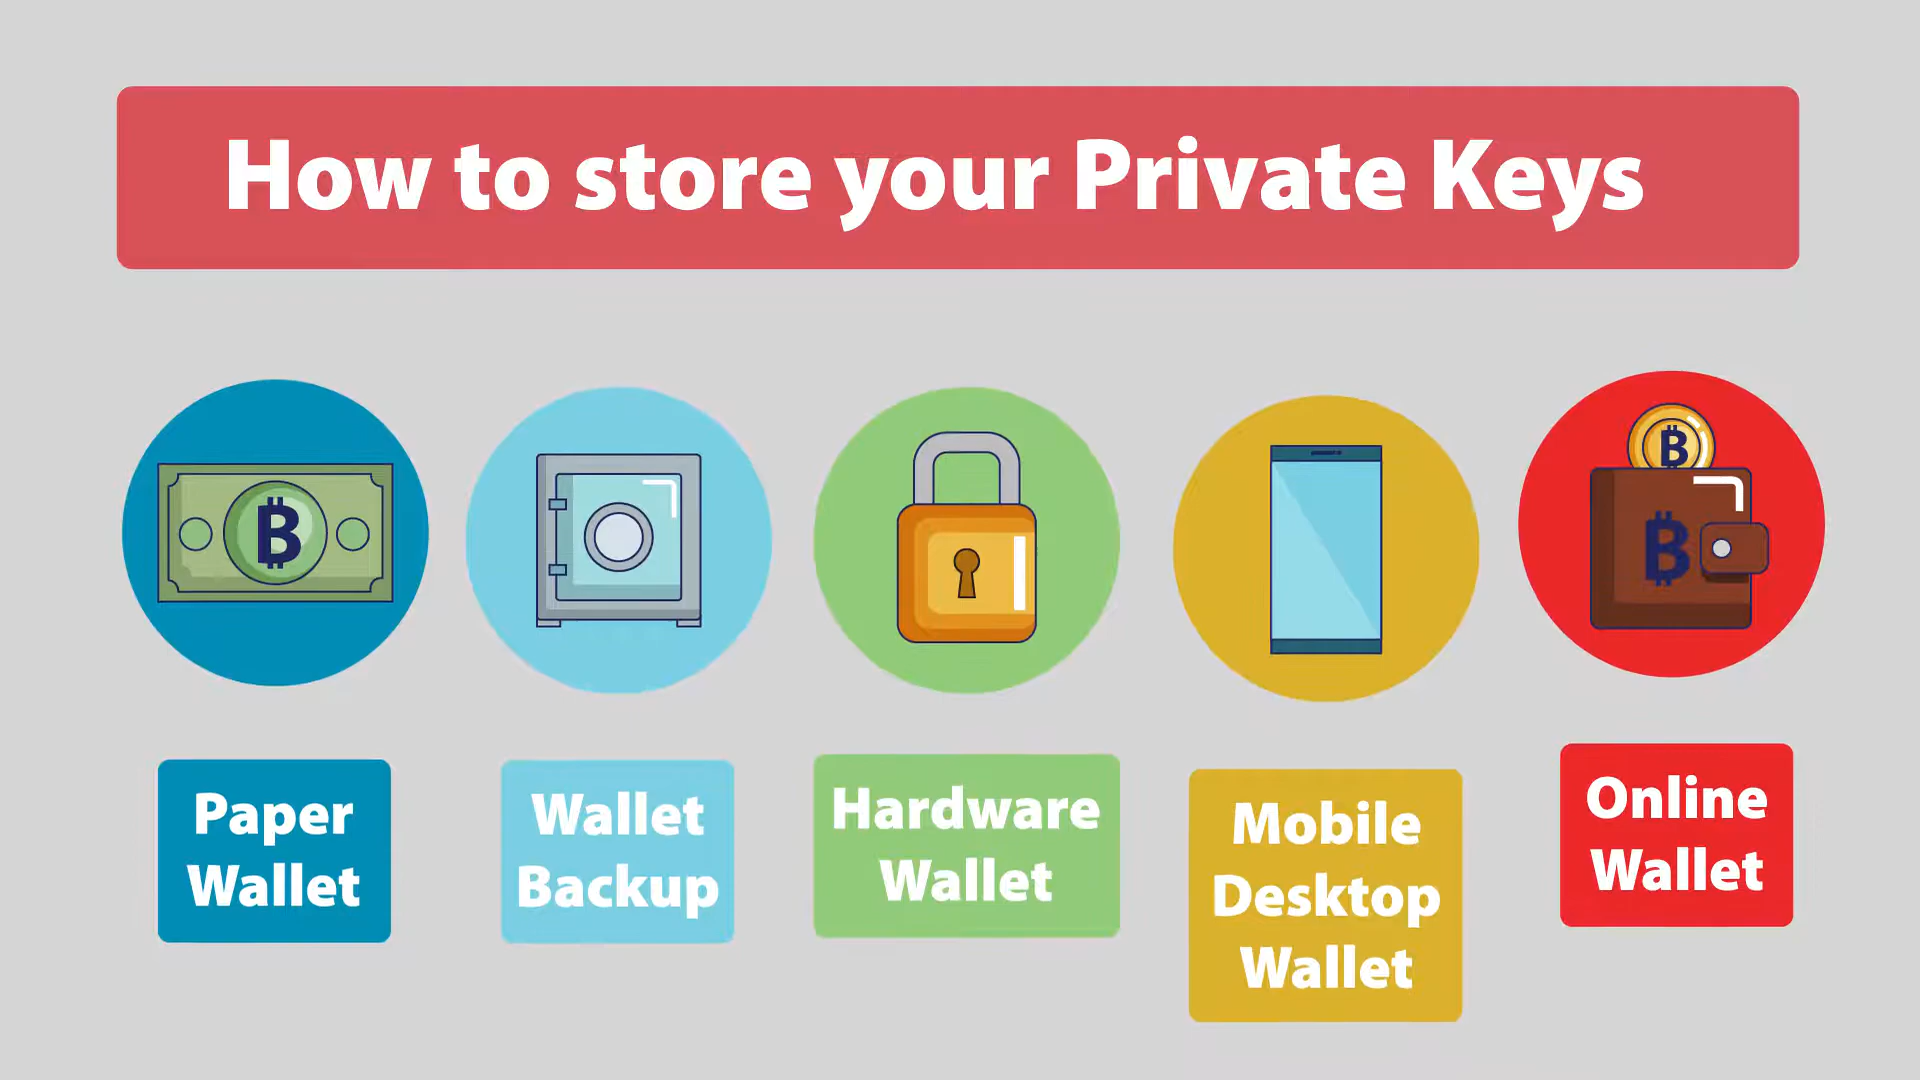 How to store your Private Keys
Paper
Wallet
Wallet
Backup
Hardware
Wallet
Mobile
Desktop
Wallet
Online
Wallet